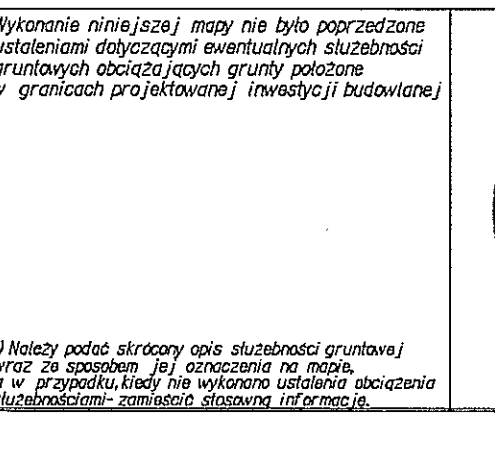 Wykonanie niniejszej mapy nie było poprzedzone
ustaleniami dotyczącymi ewentualnych służebności
gruntowych obciążających grunty położone
w granicach projektowanej inwestycji budowlanej
) Należy podać skrócony opis służebności gruntowej
wraz ze sposobem jej oznaczenia na mapie,
a w przypadku, kiedy nie wykonano ustalenia obciążenia
służebnościami- zamieścić stosowną informację.